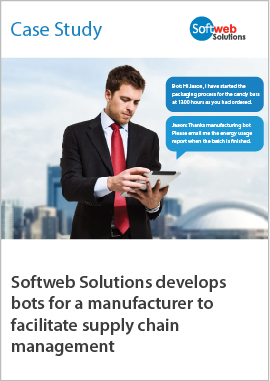 Case Study
Softweb
Solutions
Bot: Hi Jason, I have started the
packaging process for the candy bars
at 1300 hours as you had ordered.
Jason: Thanks manufacturing bot
Please email me the energy usage
report when the batch is finished.
Softweb Solutions develops
bots for a manufacturer to
facilitate supply chain
management